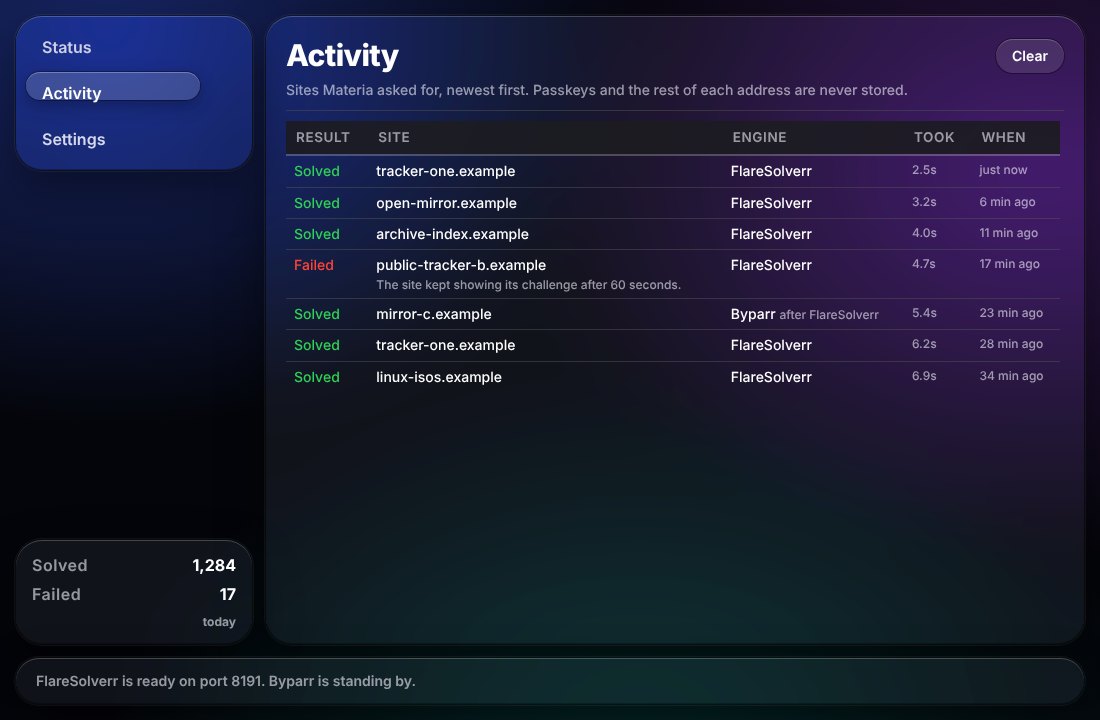 Status
Activity
Settings
Solved 1,284
Failed 17
today
Activity
Clear
Sites Materia asked for, newest first. Passkeys and the rest of each address are never stored.
RESULT SITE ENGINE TOOK WHEN
Solved tracker-one.example FlareSolverr 2.5s just now
Solved open-mirror.example FlareSolverr 3.2s 6 min ago
Solved archive-index.example FlareSolverr 4.0s 11 min ago
Failed public-tracker-b.example FlareSolverr 4.7s 17 min ago
The site kept showing its challenge after 60 seconds.
Solved mirror-c.example Byparr after FlareSolverr 5.4s 23 min ago
Solved tracker-one.example FlareSolverr 6.2s 28 min ago
Solved linux-isos.example FlareSolverr 6.9s 34 min ago
FlareSolverr is ready on port 8191. Byparr is standing by.